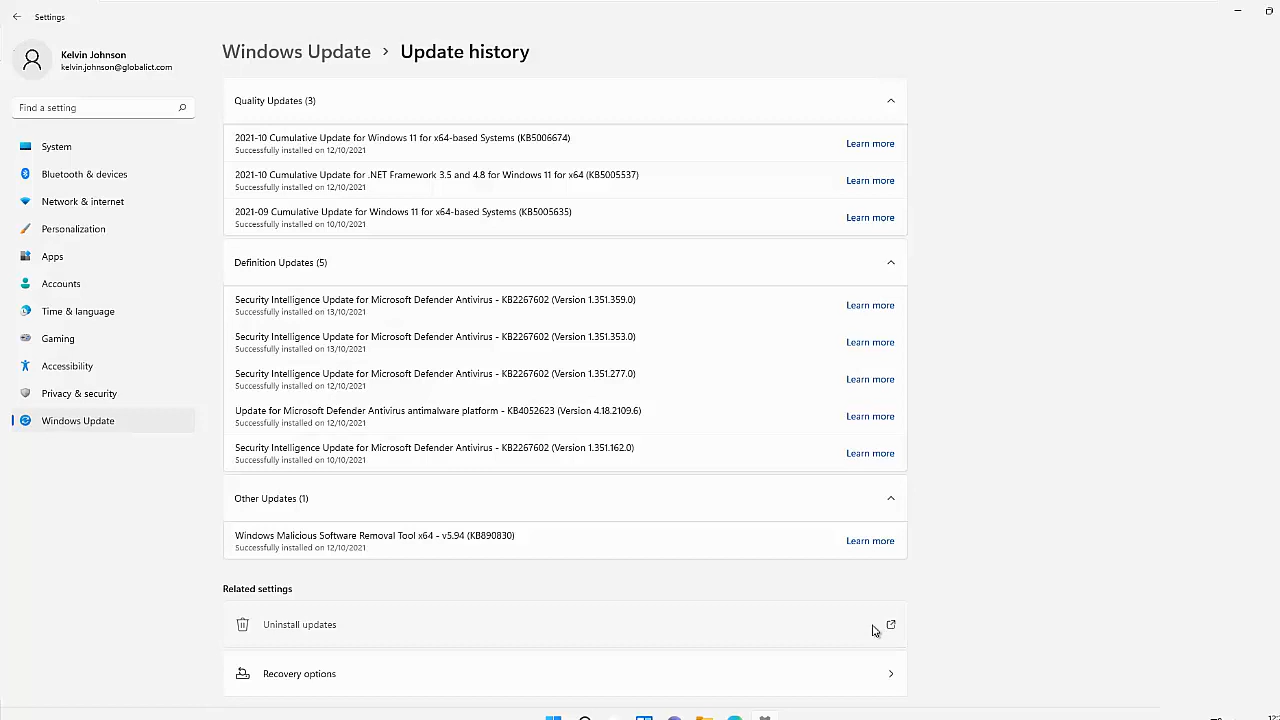 Settings
Kelvin Johnson
kelvin.johnson@globalict.com
Find a setting
System
Bluetooth & devices
Network & internet
Personalization
Apps
Accounts
Time & language
Gaming
Accessibility
Privacy & security
Windows Update
Windows Update > Update history
Quality Updates (3)
2021-10 Cumulative Update for Windows 11 for x64-based Systems (KB5006674)
Successfully installed on 12/10/2021
Learn more
2021-10 Cumulative Update for .NET Framework 3.5 and 4.8 for Windows 11 for x64 (KB5005537)
Successfully installed on 12/10/2021
Learn more
2021-09 Cumulative Update for Windows 11 for x64-based Systems (KB5005635)
Successfully installed on 10/10/2021
Learn more
Definition Updates (5)
Security Intelligence Update for Microsoft Defender Antivirus - KB2267602 (Version 1.351.359.0)
Successfully installed on 13/10/2021
Learn more
Security Intelligence Update for Microsoft Defender Antivirus - KB2267602 (Version 1.351.353.0)
Successfully installed on 13/10/2021
Learn more
Security Intelligence Update for Microsoft Defender Antivirus - KB2267602 (Version 1.351.277.0)
Successfully installed on 12/10/2021
Learn more
Update for Microsoft Defender Antivirus antimalware platform - KB4052623 (Version 4.18.2109.6)
Successfully installed on 12/10/2021
Learn more
Security Intelligence Update for Microsoft Defender Antivirus - KB2267602 (Version 1.351.162.0)
Successfully installed on 10/10/2021
Learn more
Other Updates (1)
Windows Malicious Software Removal Tool x64 - v5.94 (KB890830)
Successfully installed on 12/10/2021
Learn more
Related settings
Uninstall updates
Recovery options